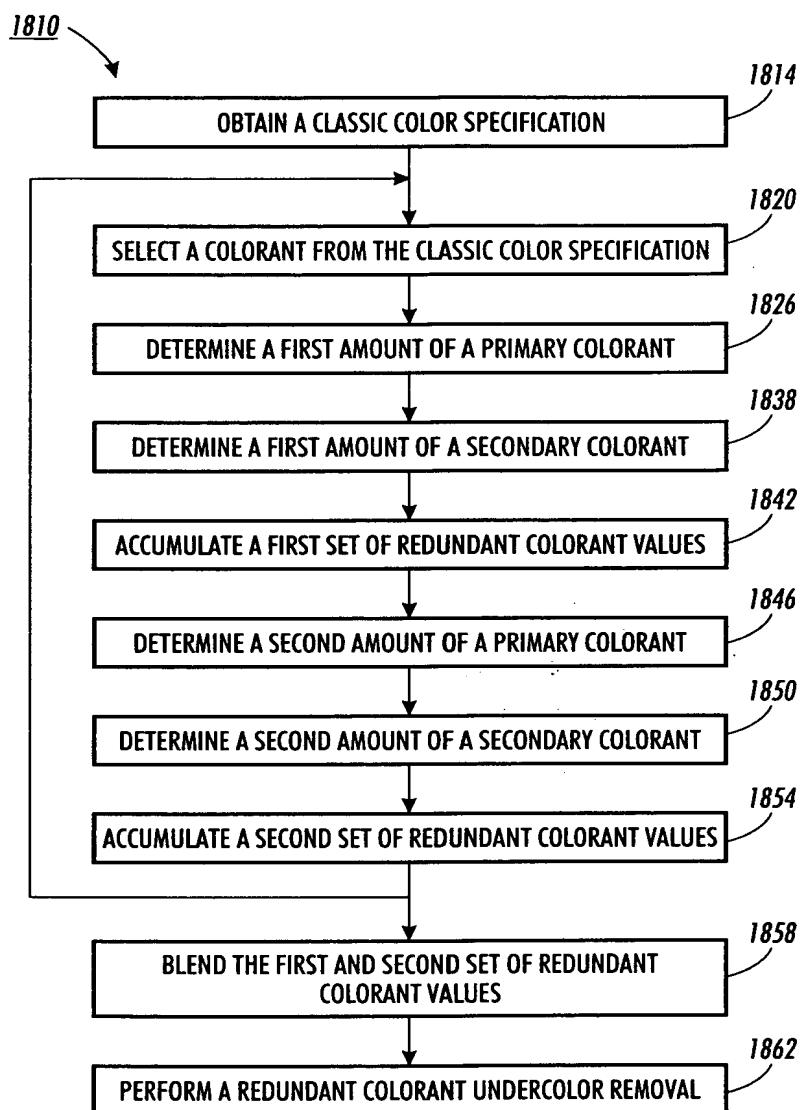 1810
1814
OBTAIN A CLASSIC COLOR SPECIFICATION
1820
SELECT A COLORANT FROM THE CLASSIC COLOR SPECIFICATION
1826
DETERMINE A FIRST AMOUNT OF A PRIMARY COLORANT
1838
DETERMINE A FIRST AMOUNT OF A SECONDARY COLORANT
1842
ACCUMULATE A FIRST SET OF REDUNDANT COLORANT VALUES
1846
DETERMINE A SECOND AMOUNT OF A PRIMARY COLORANT
1850
DETERMINE A SECOND AMOUNT OF A SECONDARY COLORANT
1854
ACCUMULATE A SECOND SET OF REDUNDANT COLORANT VALUES
1858
BLEND THE FIRST AND SECOND SET OF REDUNDANT
COLORANT VALUES
1862
PERFORM A REDUNDANT COLORANT UNDERCOLOR REMOVAL